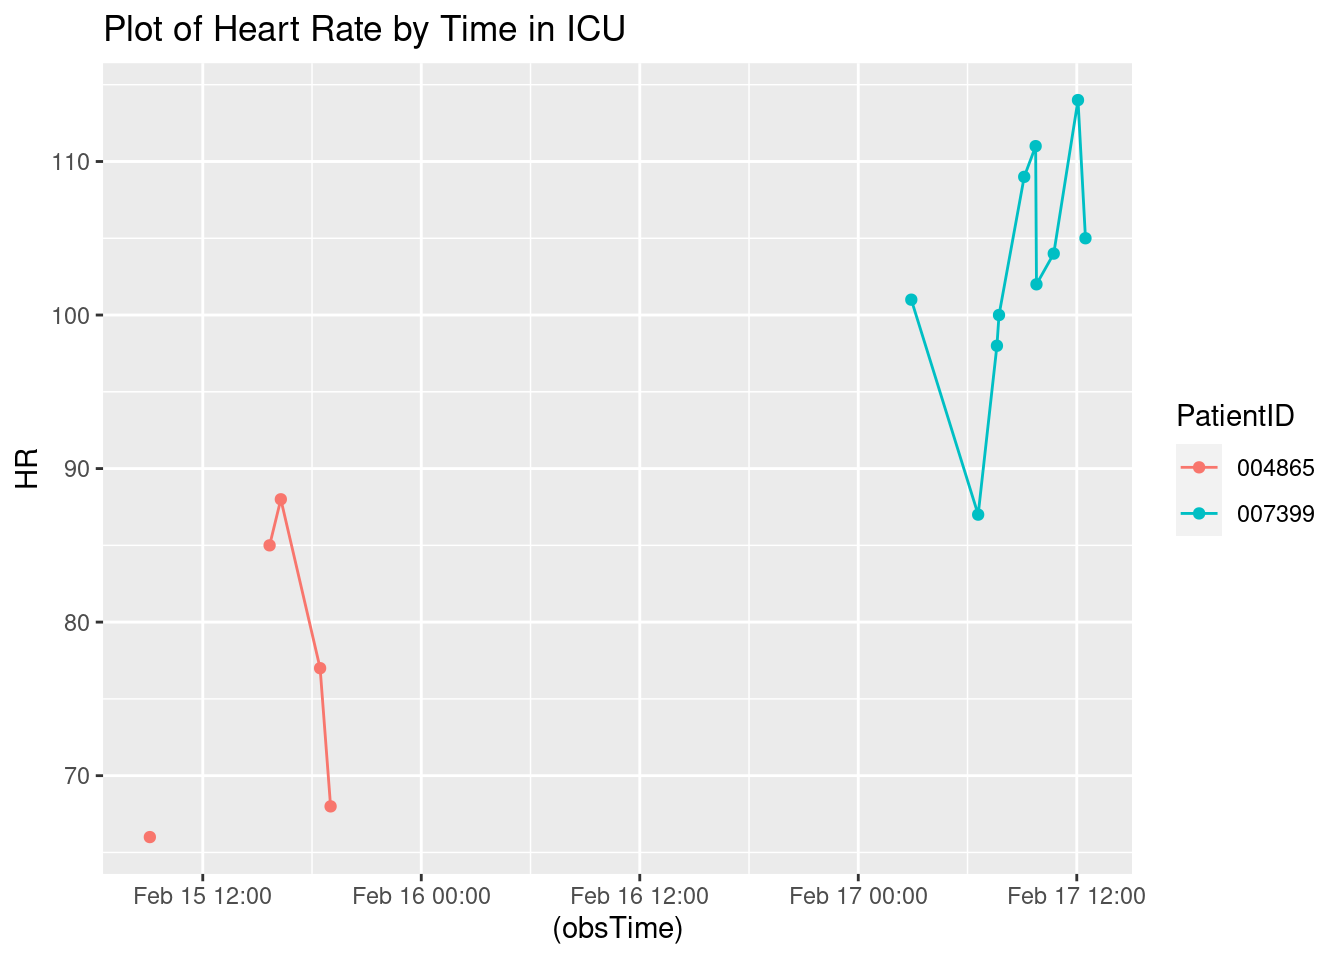 Plot of Heart Rate by Time in ICU
110
100
90
80
70
HR
Feb 15 12:00
Feb 16 00:00
Feb 16 12:00
Feb 17 00:00
Feb 17 12:00
(obsTime)
PatientID
004865
007399